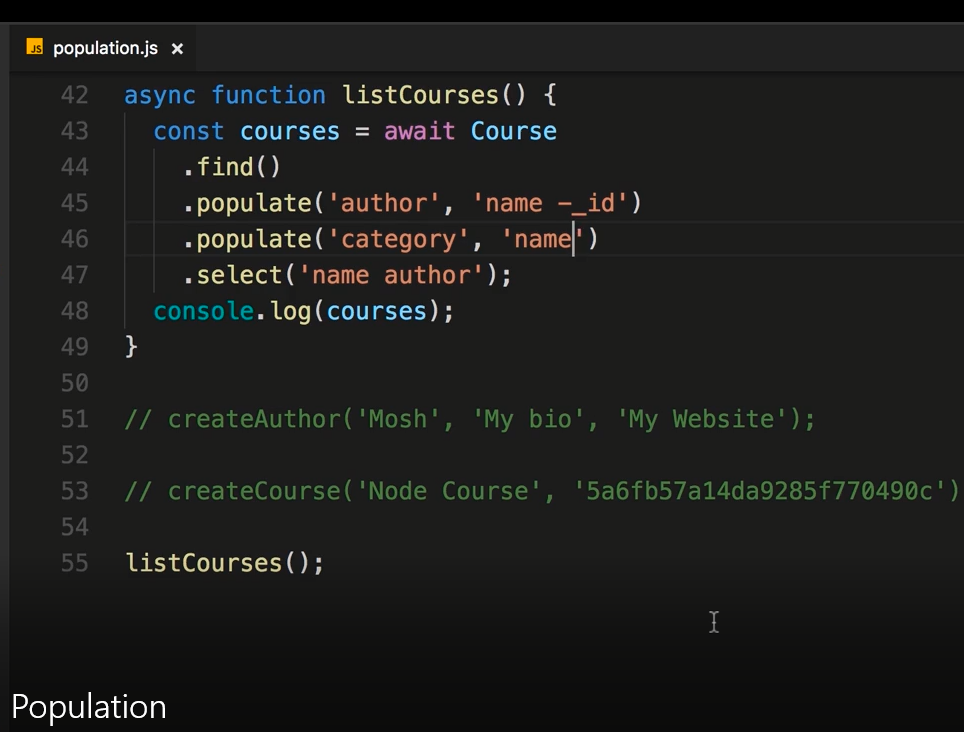 JS population.js ×
42 async function listCourses() {
43   const courses = await Course
44     .find()
45     .populate('author', 'name -_id')
46     .populate('category', 'name')
47     .select('name author');
48   console.log(courses);
49 }
50
51 // createAuthor('Mosh', 'My bio', 'My Website');
52
53 // createCourse('Node Course', '5a6fb57a14da9285f770490c')
54
55 listCourses();
Population